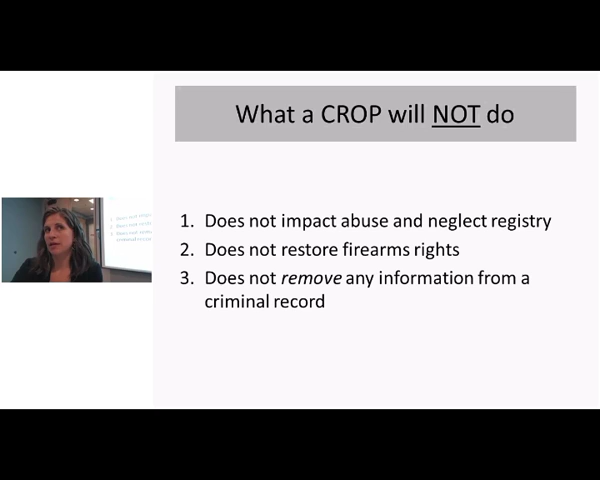 What a CROP will NOT do
1. Does not impact abuse and neglect registry
2. Does not restore firearms rights
3. Does not remove any information from a
criminal record